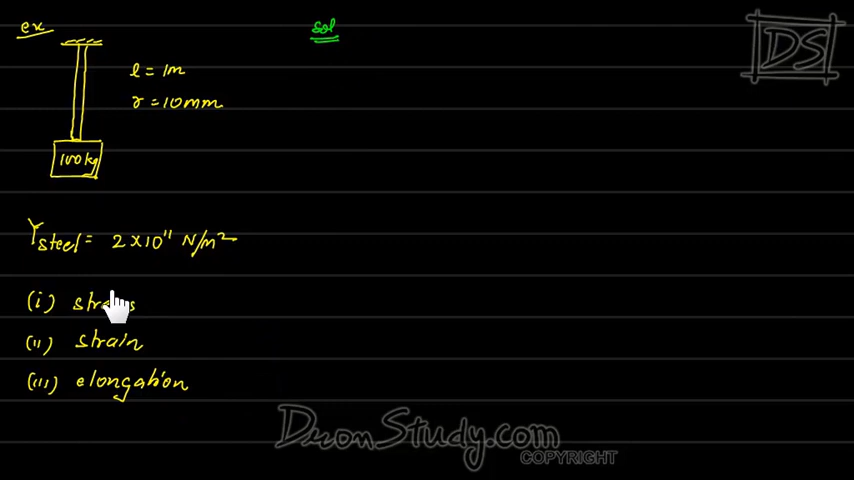 ex
sol
DS
l = 1m
r = 10mm
100kg
Ysteel = 2×10¹¹ N/m²
(i) stress
(ii) strain
(iii) elongation
DronStudy.com
COPYRIGHT